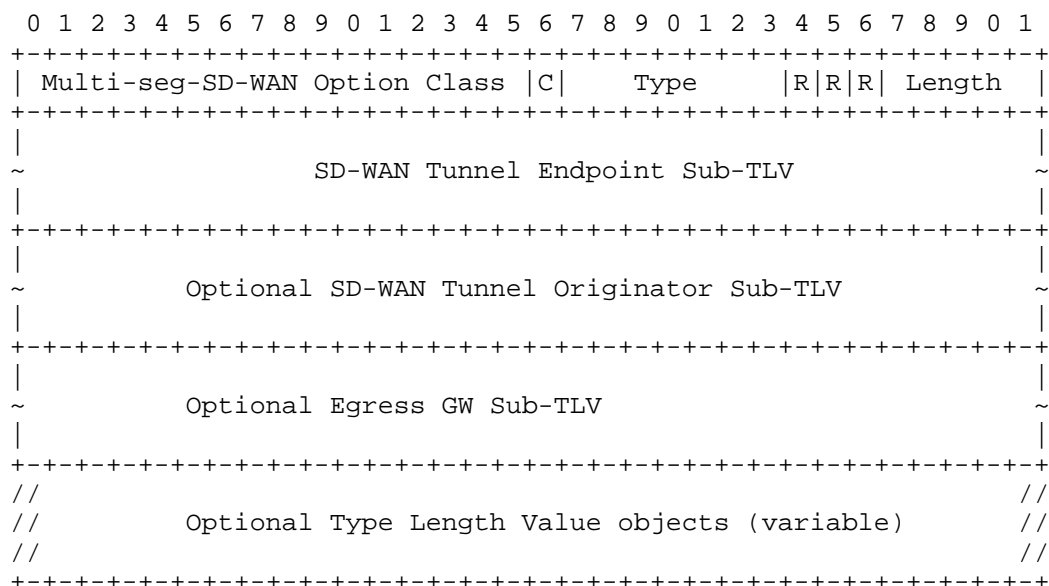 0 1 2 3 4 5 6 7 8 9 0 1 2 3 4 5 6 7 8 9 0 1 2 3 4 5 6 7 8 9 0 1
+-+-+-+-+-+-+-+-+-+-+-+-+-+-+-+-+-+-+-+-+-+-+-+-+-+-+-+-+-+-+-+-+
| Multi-seg-SD-WAN Option Class |C|    Type     |R|R|R| Length  |
+-+-+-+-+-+-+-+-+-+-+-+-+-+-+-+-+-+-+-+-+-+-+-+-+-+-+-+-+-+-+-+-+
|                                                               |
~                  SD-WAN Tunnel Endpoint Sub-TLV               ~
|                                                               |
+-+-+-+-+-+-+-+-+-+-+-+-+-+-+-+-+-+-+-+-+-+-+-+-+-+-+-+-+-+-+-+-+
|                                                               |
~          Optional SD-WAN Tunnel Originator Sub-TLV            ~
|                                                               |
+-+-+-+-+-+-+-+-+-+-+-+-+-+-+-+-+-+-+-+-+-+-+-+-+-+-+-+-+-+-+-+-+
|                                                               |
~          Optional Egress GW Sub-TLV                           ~
|                                                               |
+-+-+-+-+-+-+-+-+-+-+-+-+-+-+-+-+-+-+-+-+-+-+-+-+-+-+-+-+-+-+-+-+
//                                                             //
//         Optional Type Length Value objects (variable)       //
//                                                             //
+-+-+-+-+-+-+-+-+-+-+-+-+-+-+-+-+-+-+-+-+-+-+-+-+-+-+-+-+-+-+-+-+